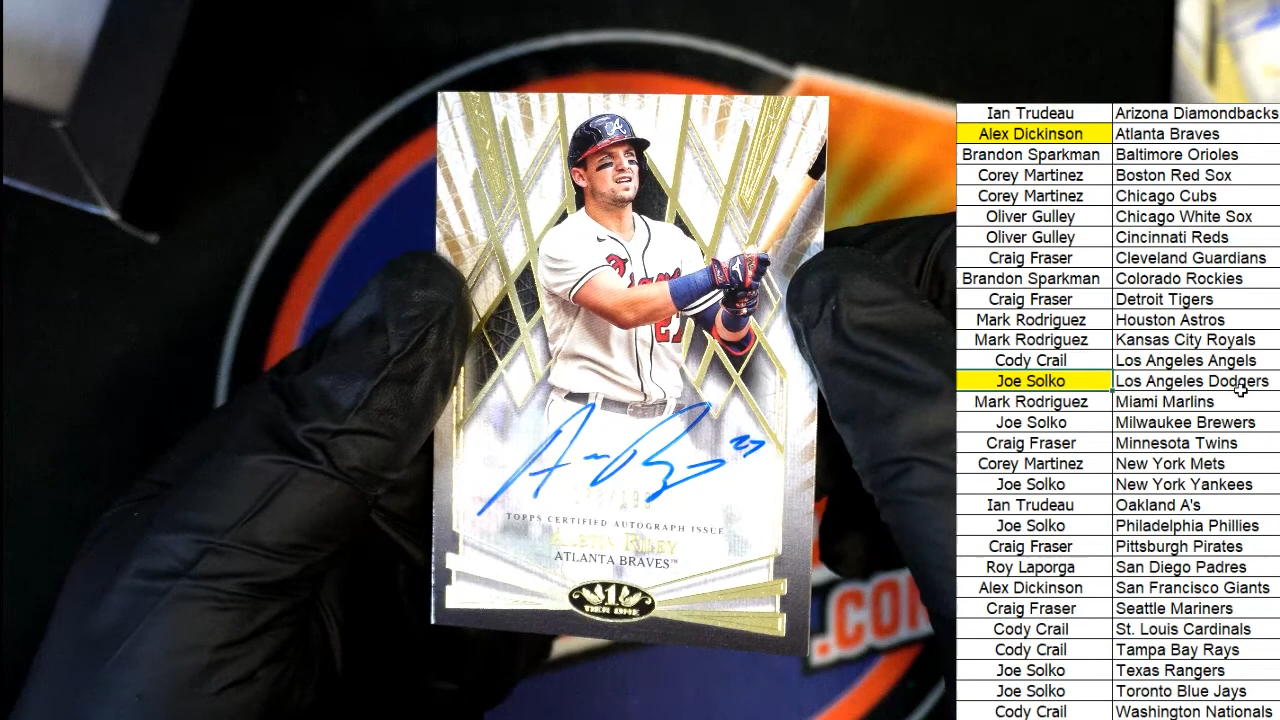 TOPPS CERTIFIED AUTOGRAPH ISSUE
ATLANTA BRAVES™
1
TIER ONE
27
.COM
Ian Trudeau Arizona Diamondbacks
Alex Dickinson Atlanta Braves
Brandon Sparkman Baltimore Orioles
Corey Martinez Boston Red Sox
Corey Martinez Chicago Cubs
Oliver Gulley Chicago White Sox
Oliver Gulley Cincinnati Reds
Craig Fraser Cleveland Guardians
Brandon Sparkman Colorado Rockies
Craig Fraser Detroit Tigers
Mark Rodriguez Houston Astros
Mark Rodriguez Kansas City Royals
Cody Crail Los Angeles Angels
Joe Solko Los Angeles Dodgers
Mark Rodriguez Miami Marlins
Joe Solko Milwaukee Brewers
Craig Fraser Minnesota Twins
Corey Martinez New York Mets
Joe Solko New York Yankees
Ian Trudeau Oakland A's
Joe Solko Philadelphia Phillies
Craig Fraser Pittsburgh Pirates
Roy Laporga San Diego Padres
Alex Dickinson San Francisco Giants
Craig Fraser Seattle Mariners
Cody Crail St. Louis Cardinals
Cody Crail Tampa Bay Rays
Joe Solko Texas Rangers
Joe Solko Toronto Blue Jays
Cody Crail Washington Nationals